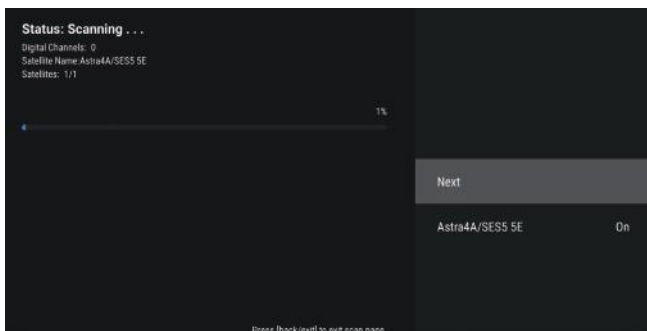 Status: Scanning . . .
Digital Channels: 0
Satellite Name:Astra4A/SES5 5E
Satellites: 1/1
1%
Next
Astra4A/SES5 5E On
Press [back/exit] to exit scan page